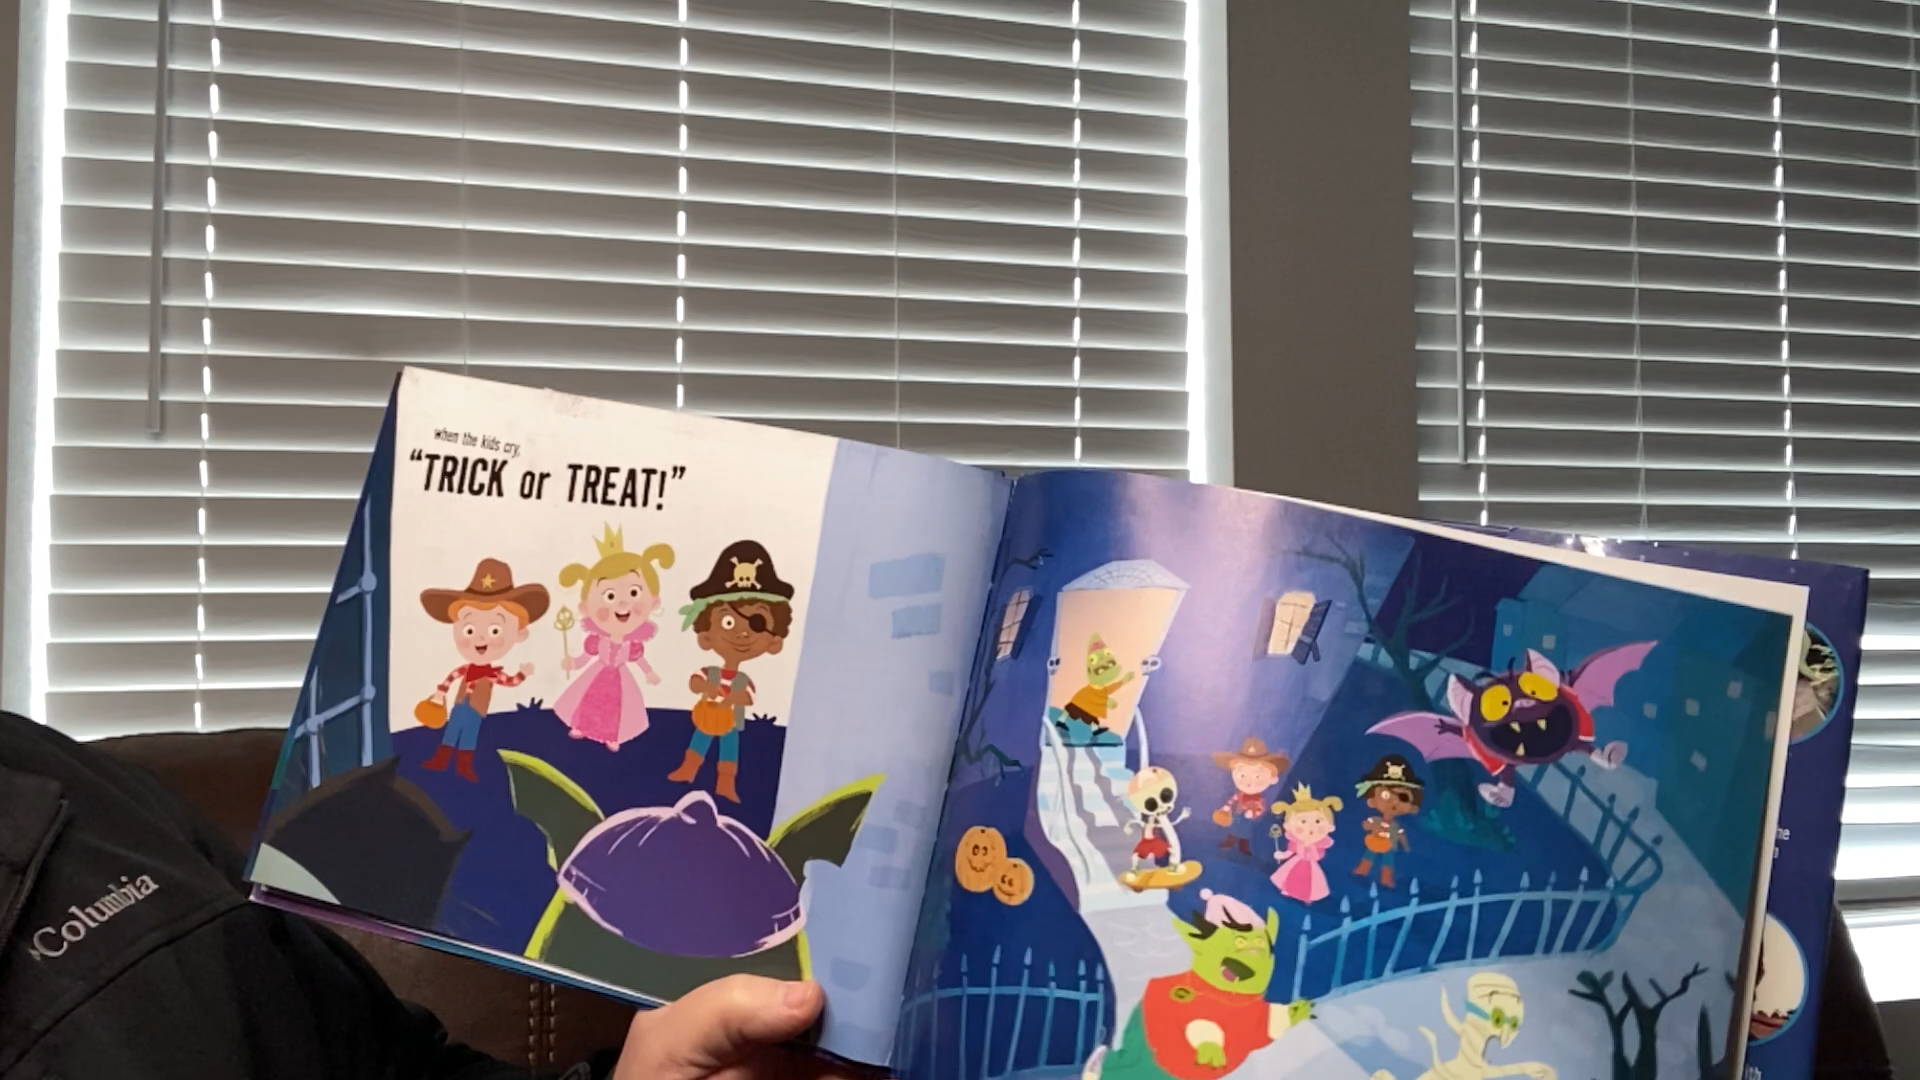 when the kids cry,
"TRICK or TREAT!"
Columbia